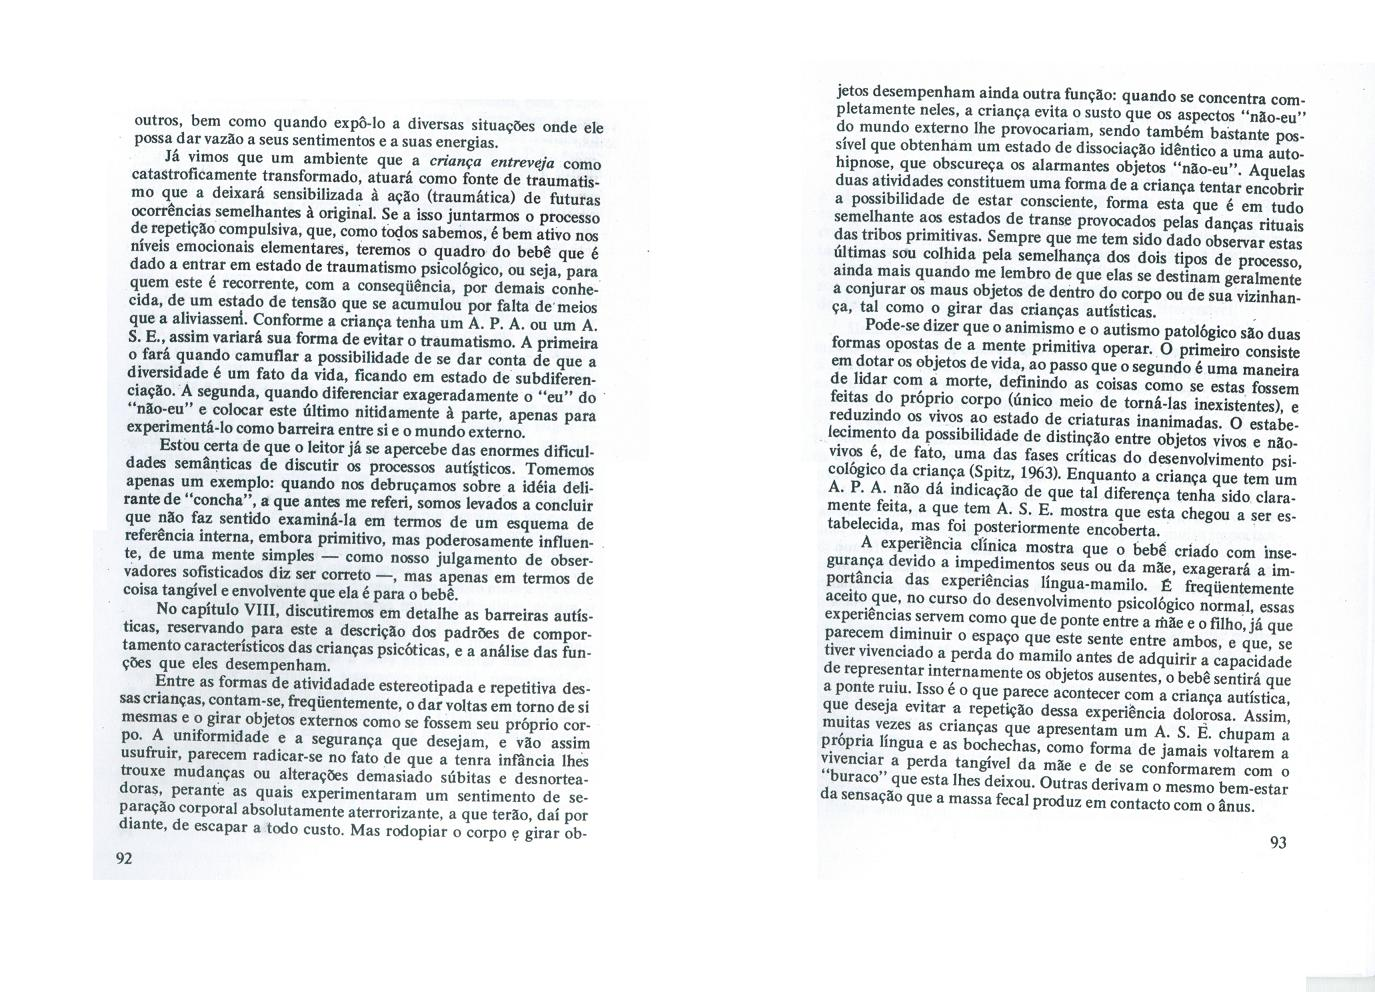 outros, bem como quando expô-lo a diversas situações onde ele
possa dar vazão a seus sentimentos e a suas energias.
Já vimos que um ambiente que a criança entreveja como
catastroficamente transformado, atuará como fonte de traumatis-
mo que a deixará sensibilizada à ação (traumática) de futuras
ocorrências semelhantes à original. Se a isso juntarmos o processo
de repetição compulsiva, que, como todos sabemos, é bem ativo nos
níveis emocionais elementares, teremos o quadro do bebê que é
dado a entrar em estado de traumatismo psicológico, ou seja, para
quem este é recorrente, com a conseqüência, por demais conhe-
cida, de um estado de tensão que se acumulou por falta de meios
que a aliviassem. Conforme a criança tenha um A. P. A. ou um A.
S. E., assim variará sua forma de evitar o traumatismo. A primeira
o fará quando camuflar a possibilidade de se dar conta de que a
diversidade é um fato da vida, ficando em estado de subdiferen-
ciação. A segunda, quando diferenciar exageradamente o "eu" do
"não-eu" e colocar este último nitidamente à parte, apenas para
experimentá-lo como barreira entre si e o mundo externo.
Estou certa de que o leitor já se apercebe das enormes dificul-
dades semânticas de discutir os processos autísticos. Tomemos
apenas um exemplo: quando nos debruçamos sobre a idéia deli-
rante de "concha", a que antes me referi, somos levados a concluir
que não faz sentido examiná-la em termos de um esquema de
referência interna, embora primitivo, mas poderosamente influen-
te, de uma mente simples — como nosso julgamento de obser-
vadores sofisticados diz ser correto —, mas apenas em termos de
coisa tangível e envolvente que ela é para o bebê.
No capítulo VIII, discutiremos em detalhe as barreiras autís-
ticas, reservando para este a descrição dos padrões de compor-
tamento característicos das crianças psicóticas, e a análise das fun-
ções que eles desempenham.
Entre as formas de atividadade estereotipada e repetitiva des-
sas crianças, contam-se, freqüentemente, o dar voltas em torno de si
mesmas e o girar objetos externos como se fossem seu próprio cor-
po. A uniformidade e a segurança que desejam, e vão assim
usufruir, parecem radicar-se no fato de que a tenra infância lhes
trouxe mudanças ou alterações demasiado súbitas e desnortea-
doras, perante as quais experimentaram um sentimento de se-
paração corporal absolutamente aterrorizante, a que terão, daí por
diante, de escapar a todo custo. Mas rodopiar o corpo e girar ob-
92
jetos desempenham ainda outra função: quando se concentra com-
pletamente neles, a criança evita o susto que os aspectos "não-eu"
do mundo externo lhe provocariam, sendo também bastante pos-
sível que obtenham um estado de dissociação idêntico a uma auto-
hipnose, que obscureça os alarmantes objetos "não-eu". Aquelas
duas atividades constituem uma forma de a criança tentar encobrir
a possibilidade de estar consciente, forma esta que é em tudo
semelhante aos estados de transe provocados pelas danças rituais
das tribos primitivas. Sempre que me tem sido dado observar estas
últimas sou colhida pela semelhança dos dois tipos de processo,
ainda mais quando me lembro de que elas se destinam geralmente
a conjurar os maus objetos de dentro do corpo ou de sua vizinhan-
ça, tal como o girar das crianças autísticas.
Pode-se dizer que o animismo e o autismo patológico são duas
formas opostas de a mente primitiva operar. O primeiro consiste
em dotar os objetos de vida, ao passo que o segundo é uma maneira
de lidar com a morte, definindo as coisas como se estas fossem
feitas do próprio corpo (único meio de torná-las inexistentes), e
reduzindo os vivos ao estado de criaturas inanimadas. O estabe-
lecimento da possibilidade de distinção entre objetos vivos e não-
vivos é, de fato, uma das fases críticas do desenvolvimento psi-
cológico da criança (Spitz, 1963). Enquanto a criança que tem um
A. P. A. não dá indicação de que tal diferença tenha sido clara-
mente feita, a que tem A. S. E. mostra que esta chegou a ser es-
tabelecida, mas foi posteriormente encoberta.
A experiência clínica mostra que o bebê criado com inse-
gurança devido a impedimentos seus ou da mãe, exagerará a im-
portância das experiências língua-mamilo. É freqüentemente
aceito que, no curso do desenvolvimento psicológico normal, essas
experiências servem como que de ponte entre a mãe e o filho, já que
parecem diminuir o espaço que este sente entre ambos, e que, se
tiver vivenciado a perda do mamilo antes de adquirir a capacidade
de representar internamente os objetos ausentes, o bebê sentirá que
a ponte ruiu. Isso é o que parece acontecer com a criança autística,
que deseja evitar a repetição dessa experiência dolorosa. Assim,
muitas vezes as crianças que apresentam um A. S. E. chupam a
própria língua e as bochechas, como forma de jamais voltarem a
vivenciar a perda tangível da mãe e de se conformarem com o
"buraco" que esta lhes deixou. Outras derivam o mesmo bem-estar
da sensação que a massa fecal produz em contacto com o ânus.
93